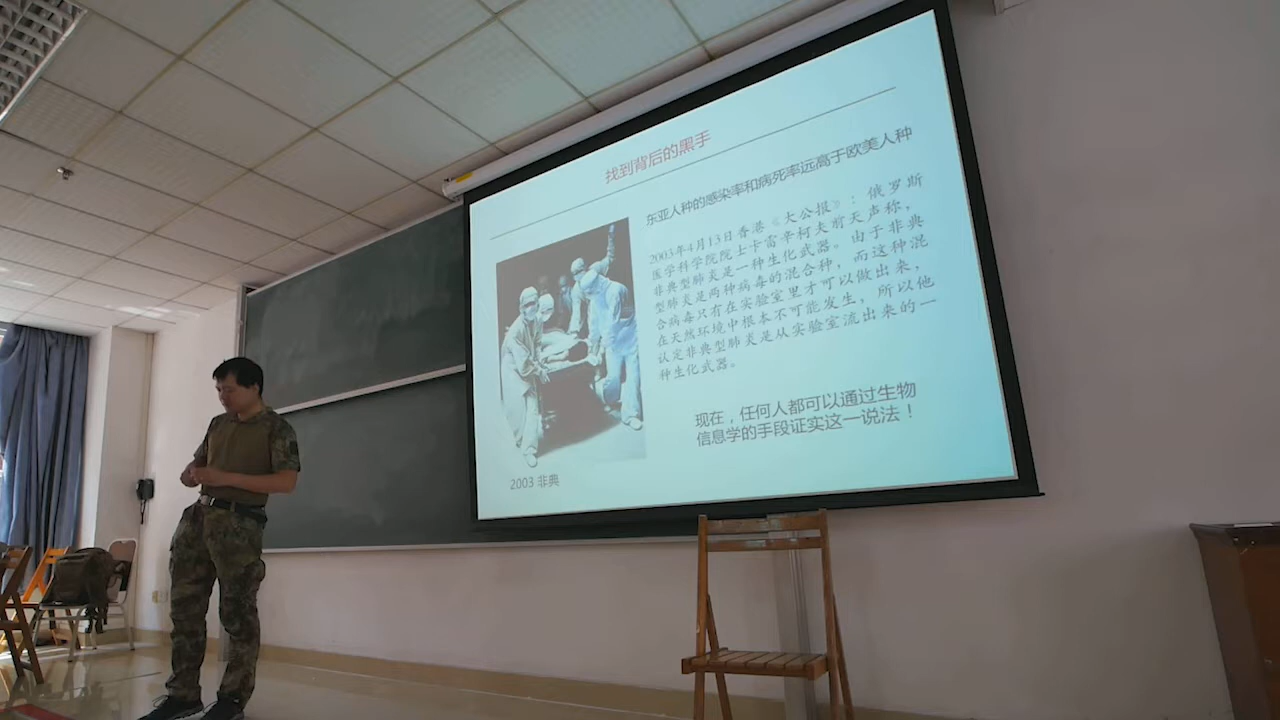 找到背后的黑手
东亚人种的感染率和病死率远高于欧美人种
2003年4月13日香港《大公报》：俄罗斯
医学科学院院士卡雷辛柯夫前天声称，
非典型肺炎是一种生化武器。由于非典
型肺炎是两种病毒的混合种，而这种混
合病毒只有在实验室里才可以做出来，
在天然环境中根本不可能发生，所以他
认定非典型肺炎是从实验室流出来的一
种生化武器。
现在，任何人都可以通过生物
信息学的手段证实这一说法！
2003 非典